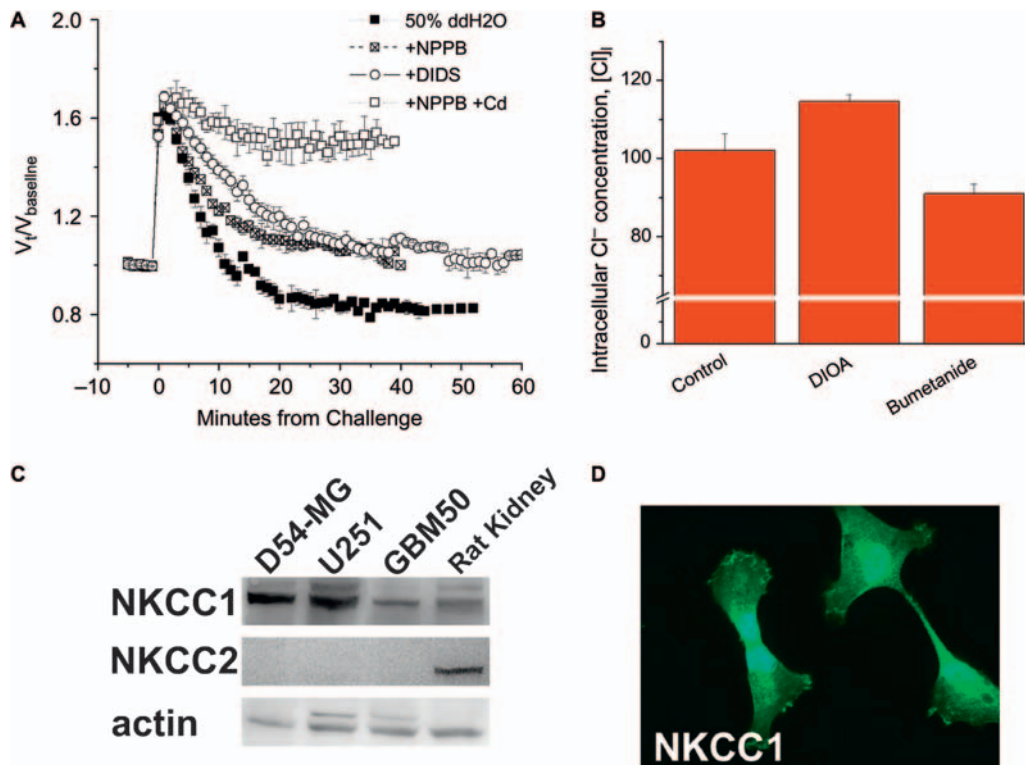 A
2.0
1.6
1.2
0.8
Vt/Vbaseline
–10
0
10
20
30
40
50
60
Minutes from Challenge
50% ddH2O
+NPPB
+DIDS
+NPPB +Cd
B
Intracellular Cl⁻ concentration, [Cl]I
120
100
80
0
Control
DIOA
Bumetanide
C
D54-MG
U251
GBM50
Rat Kidney
NKCC1
NKCC2
actin
D
NKCC1